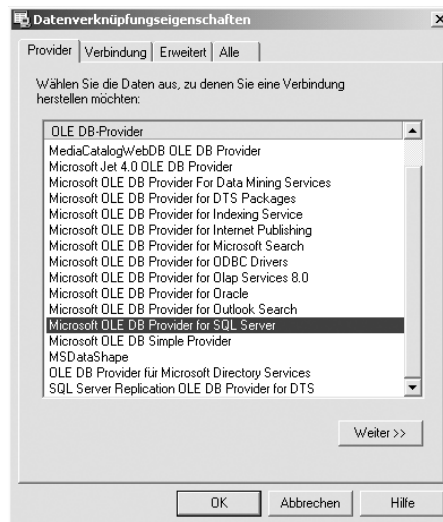 Datenverknüpfungseigenschaften
Provider Verbindung Erweitert Alle
Wählen Sie die Daten aus, zu denen Sie eine Verbindung
herstellen möchten:
OLE DB-Provider
MediaCatalogWebDB OLE DB Provider
Microsoft Jet 4.0 OLE DB Provider
Microsoft OLE DB Provider For Data Mining Services
Microsoft OLE DB Provider for DTS Packages
Microsoft OLE DB Provider for Indexing Service
Microsoft OLE DB Provider for Internet Publishing
Microsoft OLE DB Provider for Microsoft Search
Microsoft OLE DB Provider for ODBC Drivers
Microsoft OLE DB Provider for Olap Services 8.0
Microsoft OLE DB Provider for Oracle
Microsoft OLE DB Provider for Outlook Search
Microsoft OLE DB Provider for SQL Server
Microsoft OLE DB Simple Provider
MSDataShape
OLE DB Provider für Microsoft Directory Services
SQL Server Replication OLE DB Provider for DTS
Weiter >>
OK Abbrechen Hilfe